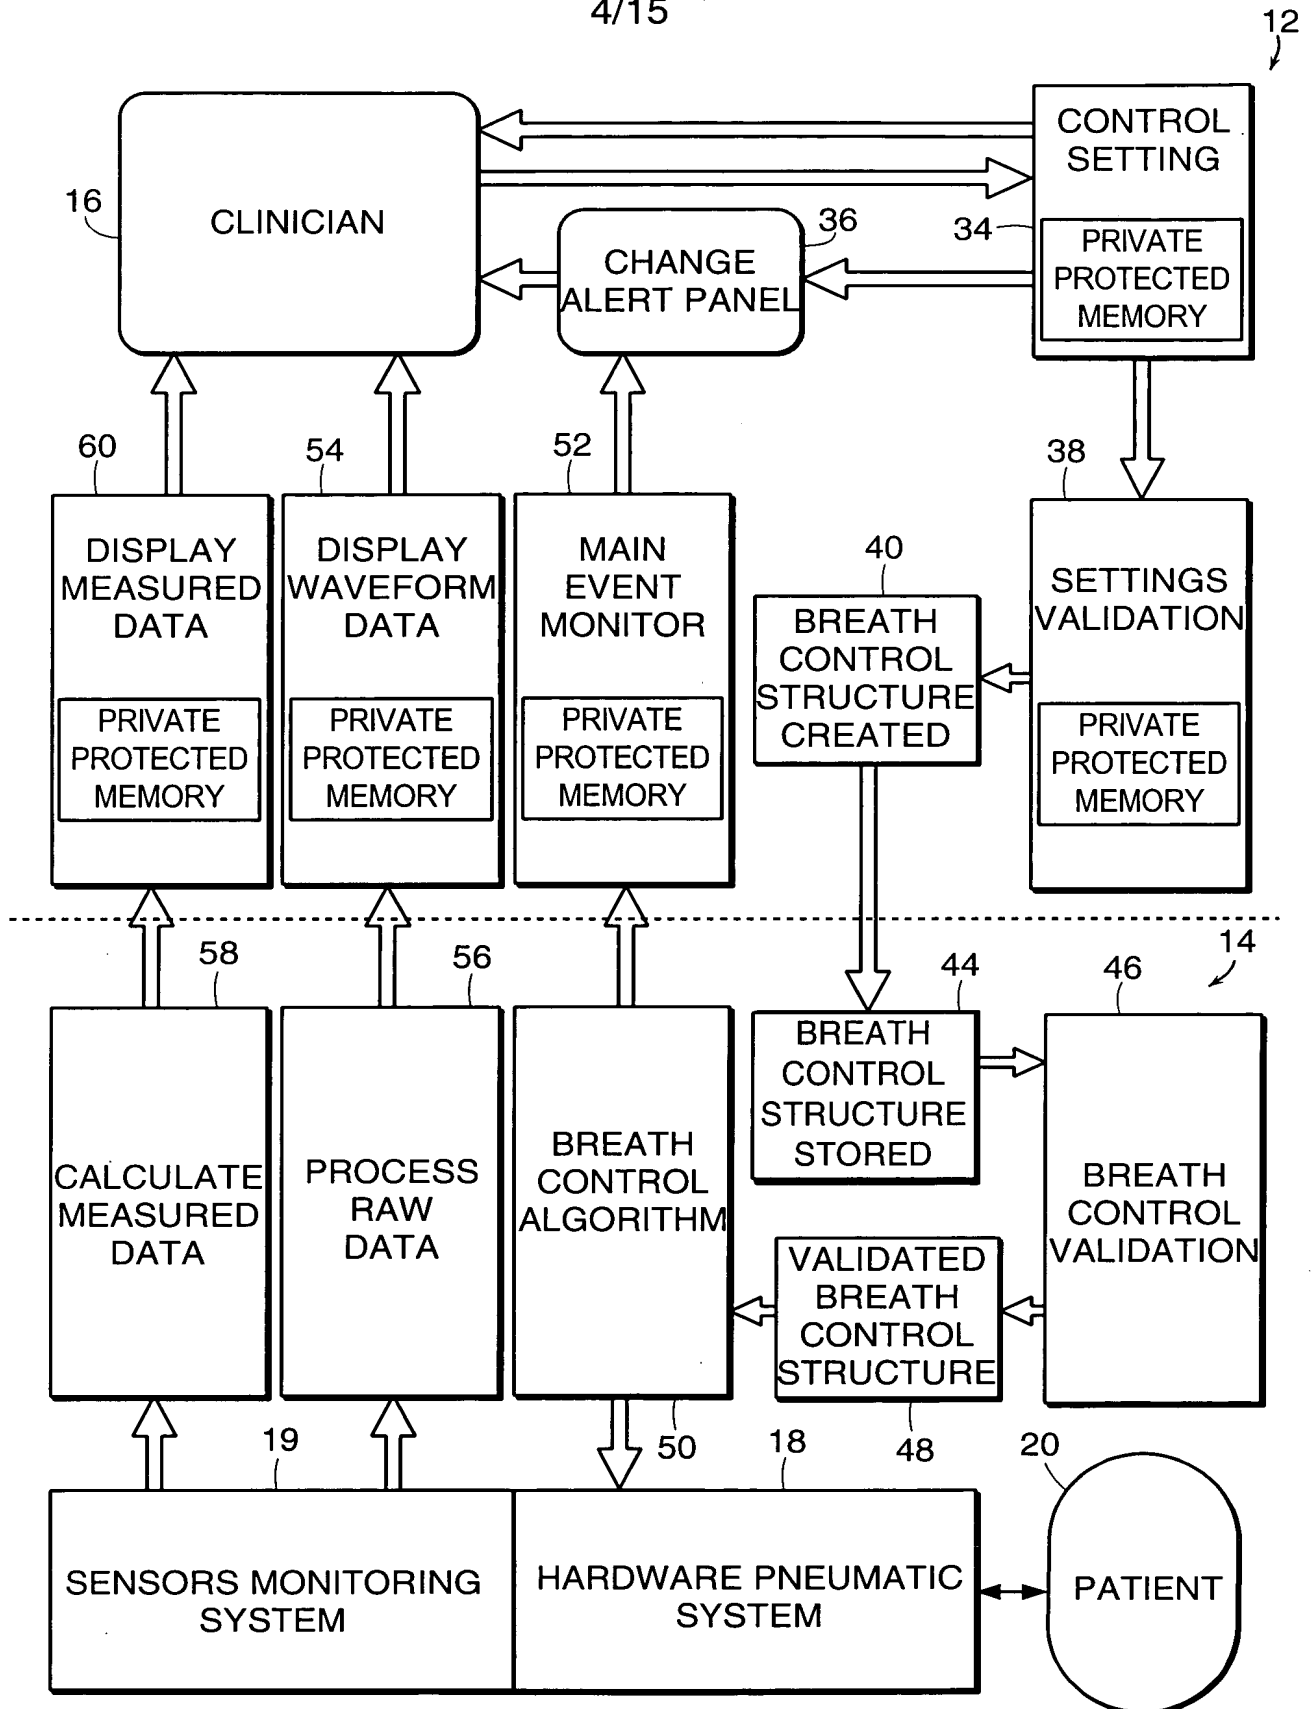 4/15
12
CONTROL
SETTING
CLINICIAN
16
36
34
CHANGE
ALERT PANEL
PRIVATE
PROTECTED
MEMORY
60
54
52
38
DISPLAY
MEASURED
DATA
PRIVATE
PROTECTED
MEMORY
DISPLAY
WAVEFORM
DATA
PRIVATE
PROTECTED
MEMORY
MAIN
EVENT
MONITOR
PRIVATE
PROTECTED
MEMORY
40
BREATH
CONTROL
STRUCTURE
CREATED
SETTINGS
VALIDATION
PRIVATE
PROTECTED
MEMORY
58
56
44
46
14
CALCULATE
MEASURED
DATA
PROCESS
RAW
DATA
BREATH
CONTROL
ALGORITHM
BREATH
CONTROL
STRUCTURE
STORED
BREATH
CONTROL
VALIDATION
VALIDATED
BREATH
CONTROL
STRUCTURE
19
50
18
48
20
SENSORS MONITORING
SYSTEM
HARDWARE PNEUMATIC
SYSTEM
PATIENT